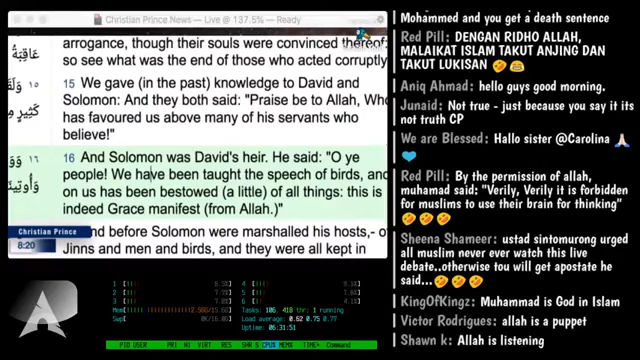 Christian Prince News — Live @ 137.5% — Ready
arrogance, though their souls were convinced thereof:
so see what was the end of those who acted corruptly
15 We gave (in the past) knowledge to David and
Solomon: And they both said: "Praise be to Allah, Who
has favoured us above many of his servants who
believe!"
16 And Solomon was David's heir. He said: "O ye
people! We have been taught the speech of birds, and
on us has been bestowed (a little) of all things: this is
indeed Grace manifest (from Allah.)"
And before Solomon were marshalled his hosts,- of
Jinns and men and birds, and they were all kept in
عَاقِبَةُ
١٥
١٦
Christian Prince
8:20
Mohammed and you get a death sentence
Red Pill: DENGAN RIDHO ALLAH,
MALAIKAT ISLAM TAKUT ANJING DAN
TAKUT LUKISAN 🤣😂
Aniq Ahmad: hello guys good morning.
Junaid: Not true - just because you say it its
not truth CP
We are Blessed: Hallo sister @Carolina 🙏🏻
💙
Red Pill: By the permission of allah,
muhamad said: "Verily, Verily it is forbidden
for muslims to use their brain for thinking"
🤣🤣🤣
Sheena Shameer: ustad sintomurong urged
all muslim never ever watch this live
debate..otherwise tou will get apostate he
said...🤣🤣🤣
KingOfKingz: Muhammad is God in Islam
Victor Rodrigues: allah is a puppet
Shawn k: Allah is listening
Tasks: 106, 418 thr; 1 running
Load average: 0.62 0.75 0.77
Uptime: 06:31:51
PID USER PRI NI VIRT RES SHR S CPU% MEM% TIME+ Command